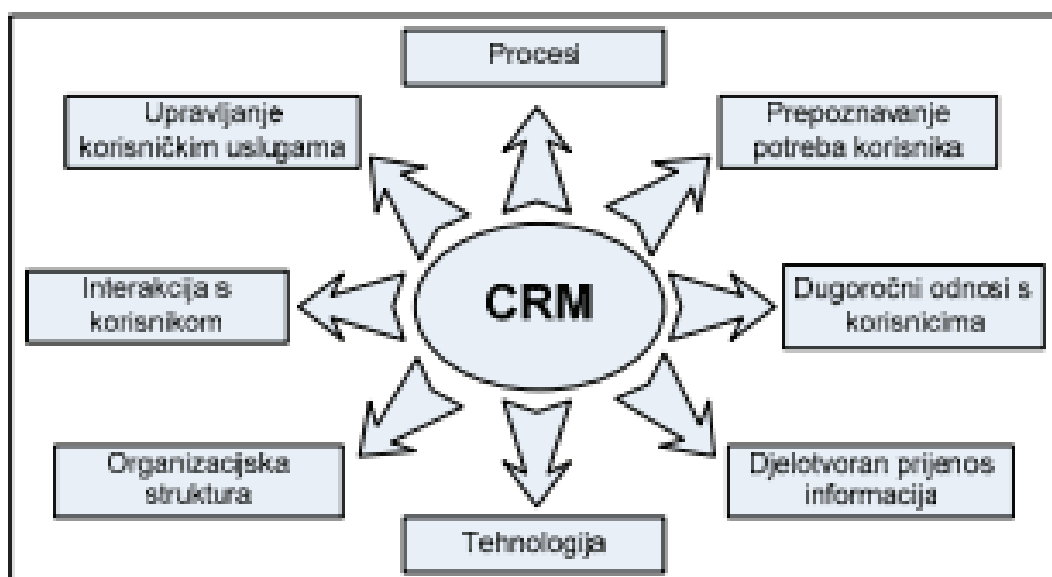 Procesi
Upravljanje
korisničkim uslugama
Prepoznavanje
potreba korisnika
Interakcija s
korisnikom
CRM
Dugoročni odnosi s
korisnicima
Organizacijska
struktura
Djelotvoran prijenos
informacija
Tehnologija